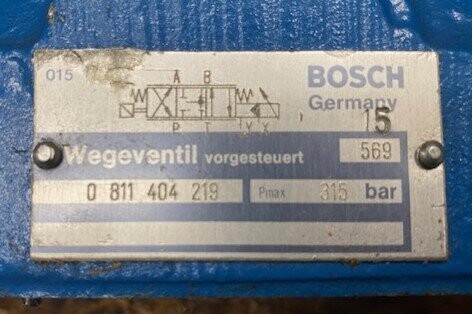 015
A B
BOSCH
Germany
P T Y X
15
Wegeventil vorgesteuert 569
0 811 404 219 Pmax 315 bar